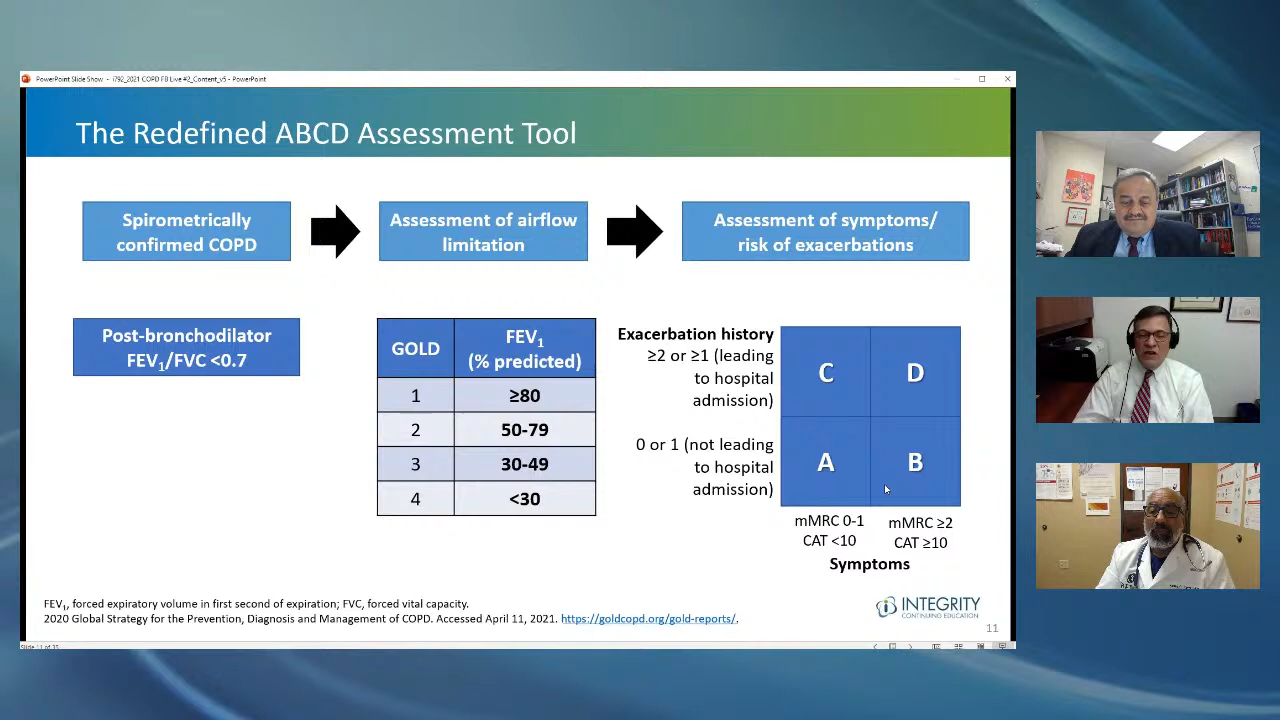 PowerPoint Slide Show - i792_2021 COPD FB Live #2_Content_v5 - PowerPoint
The Redefined ABCD Assessment Tool
Spirometrically
confirmed COPD
Assessment of airflow
limitation
Assessment of symptoms/
risk of exacerbations
Post-bronchodilator
FEV1/FVC <0.7
GOLD
FEV1
(% predicted)
1 ≥80
2 50-79
3 30-49
4 <30
Exacerbation history
≥2 or ≥1 (leading
to hospital
admission)
0 or 1 (not leading
to hospital
admission)
C D
A B
mMRC 0-1
CAT <10
mMRC ≥2
CAT ≥10
Symptoms
FEV1, forced expiratory volume in first second of expiration; FVC, forced vital capacity.
2020 Global Strategy for the Prevention, Diagnosis and Management of COPD. Accessed April 11, 2021. https://goldcopd.org/gold-reports/.
INTEGRITY
CONTINUING EDUCATION
11